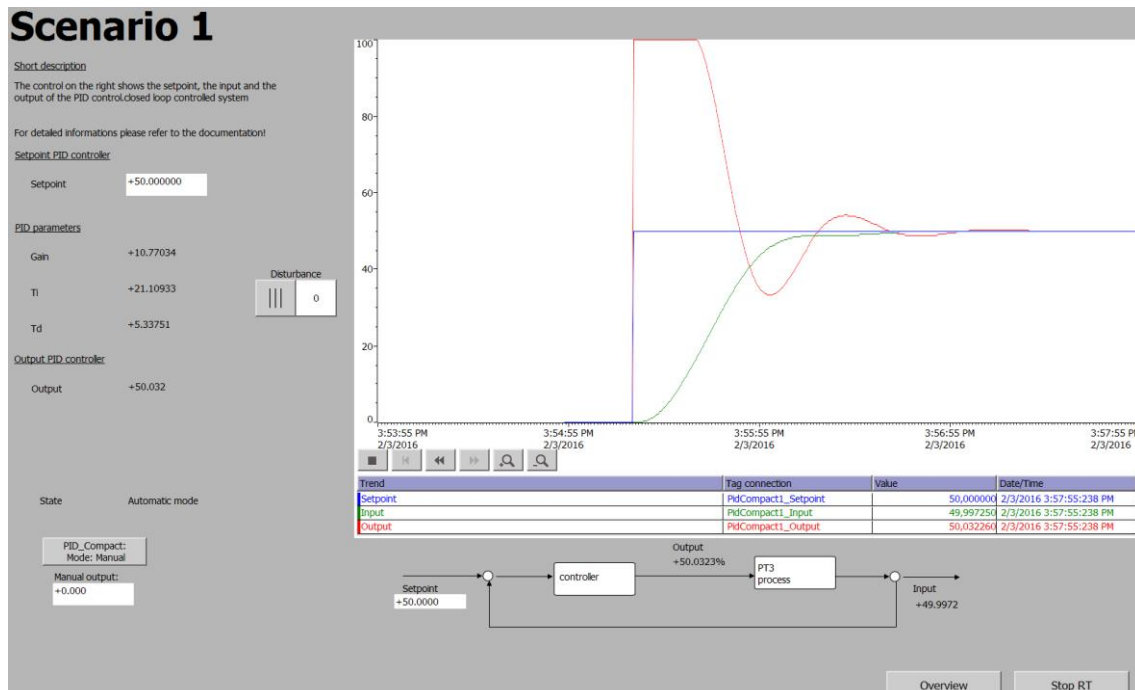 Scenario 1
Short description
The control on the right shows the setpoint, the input and the
output of the PID control.closed loop controlled system
For detailed informations please refer to the documentation!
Setpoint PID controller
Setpoint +50.000000
PID parameters
Gain +10.77034
Ti +21.10933
Td +5.33751
Disturbance
0
Output PID controller
Output +50.032
State Automatic mode
PID_Compact:
Mode: Manual
Manual output:
+0.000
100
80
60
40
20
0
3:53:55 PM 3:54:55 PM 3:55:55 PM 3:56:55 PM 3:57:55 P
2/3/2016 2/3/2016 2/3/2016 2/3/2016 2/3/2016
Trend Tag connection Value Date/Time
Setpoint PidCompact1_Setpoint 50,000000 2/3/2016 3:57:55:238 PM
Input PidCompact1_Input 49,997250 2/3/2016 3:57:55:238 PM
Output PidCompact1_Output 50,032260 2/3/2016 3:57:55:238 PM
Output
+50.0323%
controller
PT3
process
Setpoint
+50.0000
Input
+49.9972
Overview Stop RT